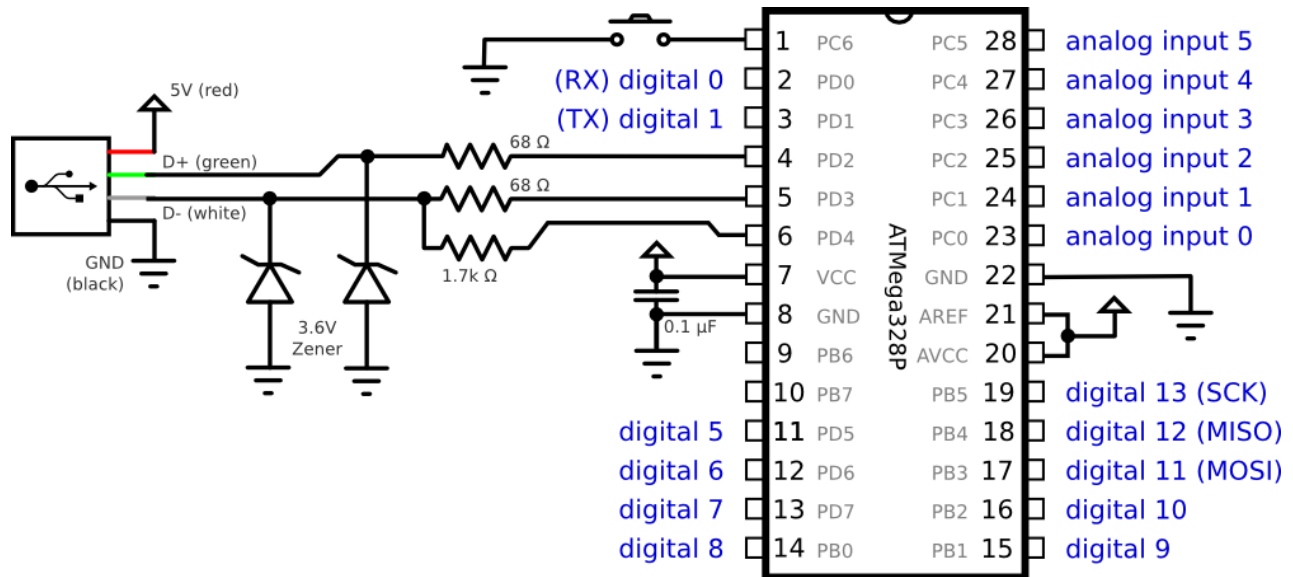 1 PC6 PC5 28 analog input 5
(RX) digital 0 2 PD0 PC4 27 analog input 4
5V (red)
(TX) digital 1 3 PD1 PC3 26 analog input 3
68 Ω
D+ (green) 4 PD2 PC2 25 analog input 2
68 Ω
D- (white) 5 PD3 PC1 24 analog input 1
6 PD4 PC0 23 analog input 0
GND
(black)
1.7k Ω
7 VCC GND 22
0.1 µF
8 GND AREF 21
ATMega328P
3.6V
Zener
9 PB6 AVCC 20
10 PB7 PB5 19 digital 13 (SCK)
digital 5 11 PD5 PB4 18 digital 12 (MISO)
digital 6 12 PD6 PB3 17 digital 11 (MOSI)
digital 7 13 PD7 PB2 16 digital 10
digital 8 14 PB0 PB1 15 digital 9